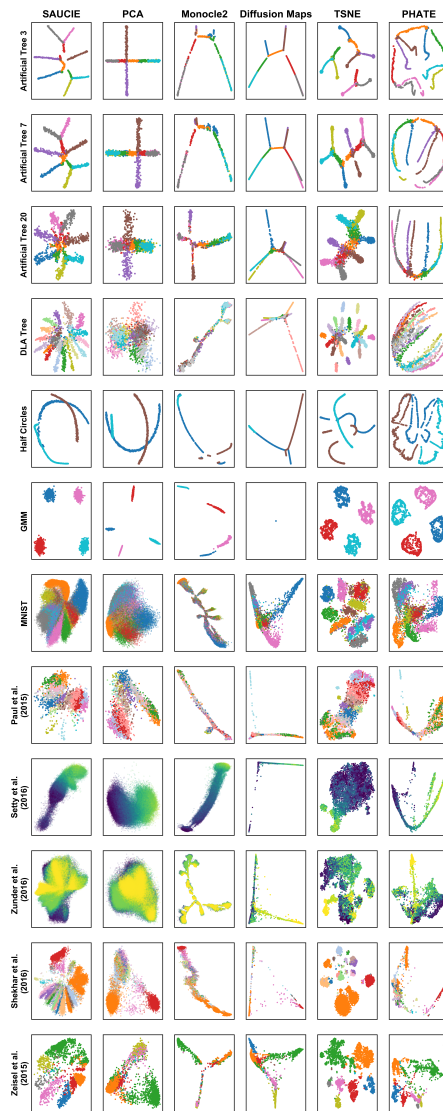 SAUCIE PCA Monocle2 Diffusion Maps TSNE PHATE
Artificial Tree 3
Artificial Tree 7
Artificial Tree 20
DLA Tree
Half Circles
GMM
MNIST
Paul et al.
(2015)
Setty et al.
(2016)
Zunder et al.
(2016)
Shekhar et al.
(2016)
Zeisel et al.
(2015)